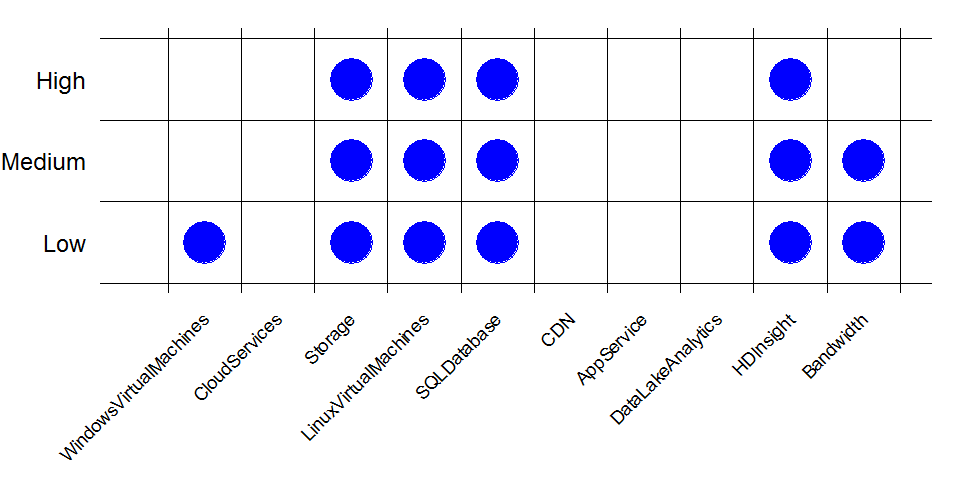 High
Medium
Low
WindowsVirtualMachines
CloudServices
Storage
LinuxVirtualMachines
SQLDatabase
CDN
AppService
DataLakeAnalytics
HDInsight
Bandwidth